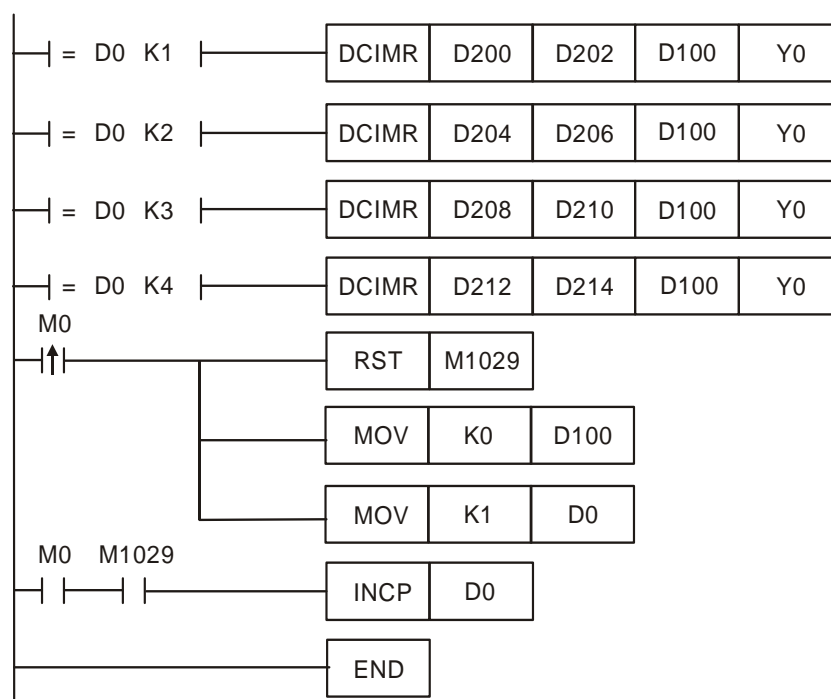 = D0 K1 DCIMR D200 D202 D100 Y0
= D0 K2 DCIMR D204 D206 D100 Y0
= D0 K3 DCIMR D208 D210 D100 Y0
= D0 K4 DCIMR D212 D214 D100 Y0
M0
RST M1029
MOV K0 D100
MOV K1 D0
M0 M1029
INCP D0
END